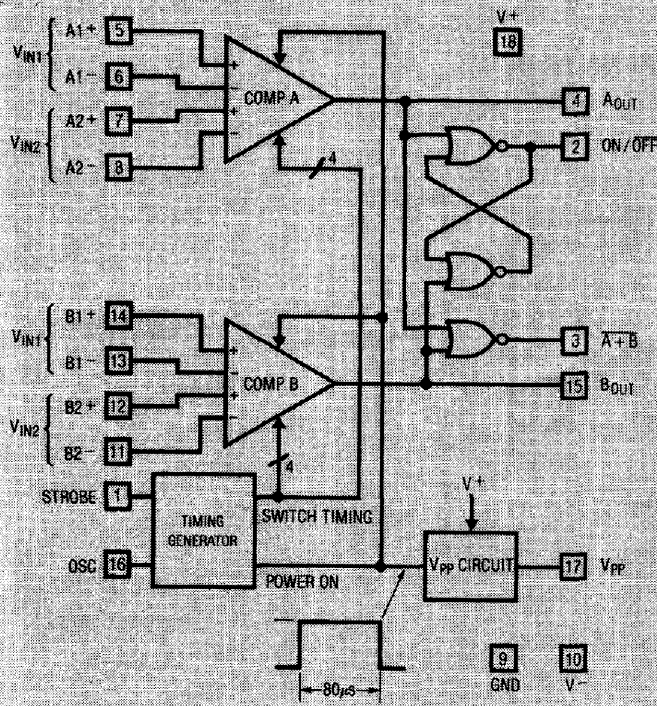 V+
18
VIN1
A1+ 5
A1− 6
VIN2
A2+ 7
A2− 8
+
−
+
−
COMP A
4
4 AOUT
2 ON/O̅F̅F̅
VIN1
B1+ 14
B1− 13
VIN2
B2+ 12
B2− 11
+
−
+
−
COMP B
4
3 A̅ ̅+̅ ̅B̅
15 BOUT
STROBE 1
OSC 16
TIMING
GENERATOR
SWITCH TIMING
POWER ON
V+
VPP CIRCUIT
17 VPP
80µs
9
GND
10
V−